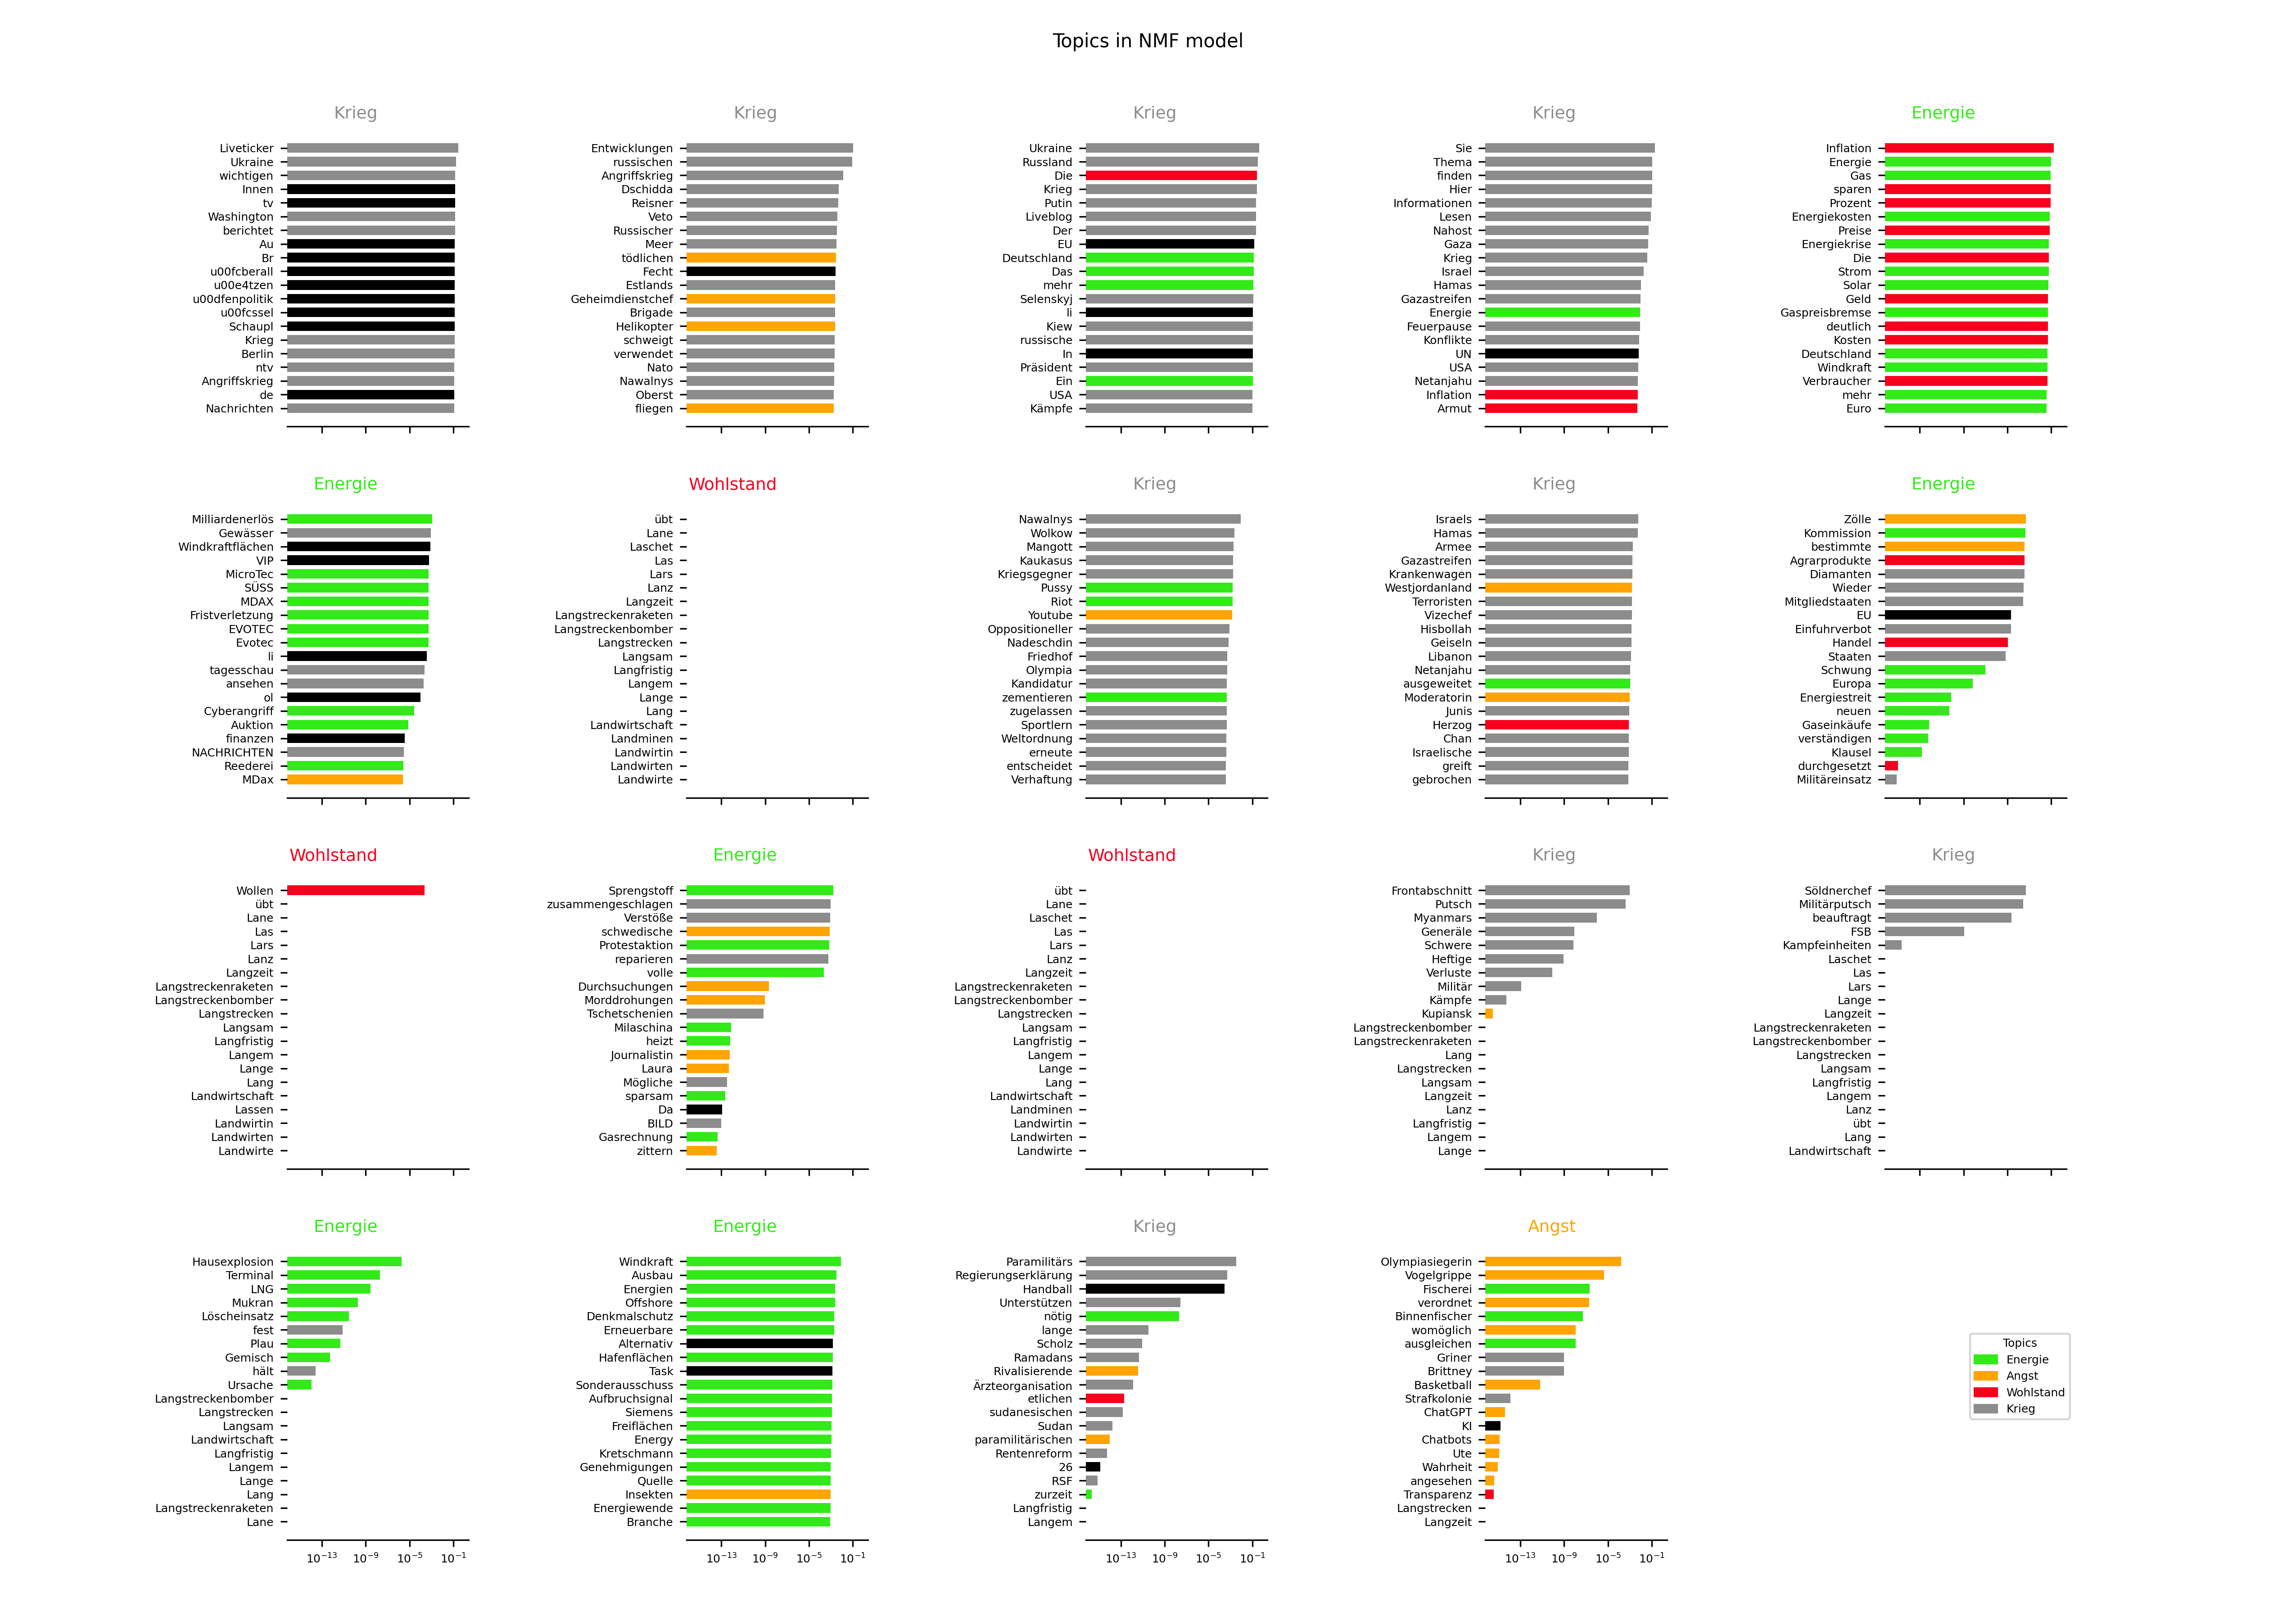 Topics in NMF model
Krieg
Liveticker
Ukraine
wichtigen
Innen
tv
Washington
berichtet
Au
Br
u00fcberall
u00e4tzen
u00dfenpolitik
u00fcssel
Schaupl
Krieg
Berlin
ntv
Angriffskrieg
de
Nachrichten
Krieg
Entwicklungen
russischen
Angriffskrieg
Dschidda
Reisner
Veto
Russischer
Meer
tödlichen
Fecht
Estlands
Geheimdienstchef
Brigade
Helikopter
schweigt
verwendet
Nato
Nawalnys
Oberst
fliegen
Krieg
Ukraine
Russland
Die
Krieg
Putin
Liveblog
Der
EU
Deutschland
Das
mehr
Selenskyj
li
Kiew
russische
In
Präsident
Ein
USA
Kämpfe
Krieg
Sie
Thema
finden
Hier
Informationen
Lesen
Nahost
Gaza
Krieg
Israel
Hamas
Gazastreifen
Energie
Feuerpause
Konflikte
UN
USA
Netanjahu
Inflation
Armut
Energie
Inflation
Energie
Gas
sparen
Prozent
Energiekosten
Preise
Energiekrise
Die
Strom
Solar
Geld
Gaspreisbremse
deutlich
Kosten
Deutschland
Windkraft
Verbraucher
mehr
Euro
Energie
Milliardenerlös
Gewässer
Windkraftflächen
VIP
MicroTec
SÜSS
MDAX
Fristverletzung
EVOTEC
Evotec
li
tagesschau
ansehen
ol
Cyberangriff
Auktion
finanzen
NACHRICHTEN
Reederei
MDax
Wohlstand
übt
Lane
Laschet
Las
Lars
Lanz
Langzeit
Langstreckenraketen
Langstreckenbomber
Langstrecken
Langsam
Langfristig
Langem
Lange
Lang
Landwirtschaft
Landminen
Landwirtin
Landwirten
Landwirte
Krieg
Nawalnys
Wolkow
Mangott
Kaukasus
Kriegsgegner
Pussy
Riot
Youtube
Oppositioneller
Nadeschdin
Friedhof
Olympia
Kandidatur
zementieren
zugelassen
Sportlern
Weltordnung
erneute
entscheidet
Verhaftung
Krieg
Israels
Hamas
Armee
Gazastreifen
Krankenwagen
Westjordanland
Terroristen
Vizechef
Hisbollah
Geiseln
Libanon
Netanjahu
ausgeweitet
Moderatorin
Junis
Herzog
Chan
Israelische
greift
gebrochen
Energie
Zölle
Kommission
bestimmte
Agrarprodukte
Diamanten
Wieder
Mitgliedstaaten
EU
Einfuhrverbot
Handel
Staaten
Schwung
Europa
Energiestreit
neuen
Gaseinkäufe
verständigen
Klausel
durchgesetzt
Militäreinsatz
Wohlstand
Wollen
übt
Lane
Las
Lars
Lanz
Langzeit
Langstreckenraketen
Langstreckenbomber
Langstrecken
Langsam
Langfristig
Langem
Lange
Lang
Landwirtschaft
Lassen
Landwirtin
Landwirten
Landwirte
Energie
Sprengstoff
zusammengeschlagen
Verstöße
schwedische
Protestaktion
reparieren
volle
Durchsuchungen
Morddrohungen
Tschetschenien
Milaschina
heizt
Journalistin
Laura
Mögliche
sparsam
Da
BILD
Gasrechnung
zittern
Wohlstand
übt
Lane
Laschet
Las
Lars
Lanz
Langzeit
Langstreckenraketen
Langstreckenbomber
Langstrecken
Langsam
Langfristig
Langem
Lange
Lang
Landwirtschaft
Landminen
Landwirtin
Landwirten
Landwirte
Krieg
Frontabschnitt
Putsch
Myanmars
Generäle
Schwere
Heftige
Verluste
Militär
Kämpfe
Kupiansk
Langstreckenbomber
Langstreckenraketen
Lang
Langstrecken
Langsam
Langzeit
Lanz
Langfristig
Langem
Lange
Krieg
Söldnerchef
Militärputsch
beauftragt
FSB
Kampfeinheiten
Laschet
Las
Lars
Lange
Langzeit
Langstreckenraketen
Langstreckenbomber
Langstrecken
Langsam
Langfristig
Langem
Lanz
übt
Lang
Landwirtschaft
Energie
Hausexplosion
Terminal
LNG
Mukran
Löscheinsatz
fest
Plau
Gemisch
hält
Ursache
Langstreckenbomber
Langstrecken
Langsam
Landwirtschaft
Langfristig
Langem
Lange
Lang
Langstreckenraketen
Lane
10⁻¹³ 10⁻⁹ 10⁻⁵ 10⁻¹
Energie
Windkraft
Ausbau
Energien
Offshore
Denkmalschutz
Erneuerbare
Alternativ
Hafenflächen
Task
Sonderausschuss
Aufbruchsignal
Siemens
Freiflächen
Energy
Kretschmann
Genehmigungen
Quelle
Insekten
Energiewende
Branche
10⁻¹³ 10⁻⁹ 10⁻⁵ 10⁻¹
Krieg
Paramilitärs
Regierungserklärung
Handball
Unterstützen
nötig
lange
Scholz
Ramadans
Rivalisierende
Ärzteorganisation
etlichen
sudanesischen
Sudan
paramilitärischen
Rentenreform
26
RSF
zurzeit
Langfristig
Langem
10⁻¹³ 10⁻⁹ 10⁻⁵ 10⁻¹
Angst
Olympiasiegerin
Vogelgrippe
Fischerei
verordnet
Binnenfischer
womöglich
ausgleichen
Griner
Brittney
Basketball
Strafkolonie
ChatGPT
KI
Chatbots
Ute
Wahrheit
angesehen
Transparenz
Langstrecken
Langzeit
10⁻¹³ 10⁻⁹ 10⁻⁵ 10⁻¹
Topics
Energie
Angst
Wohlstand
Krieg